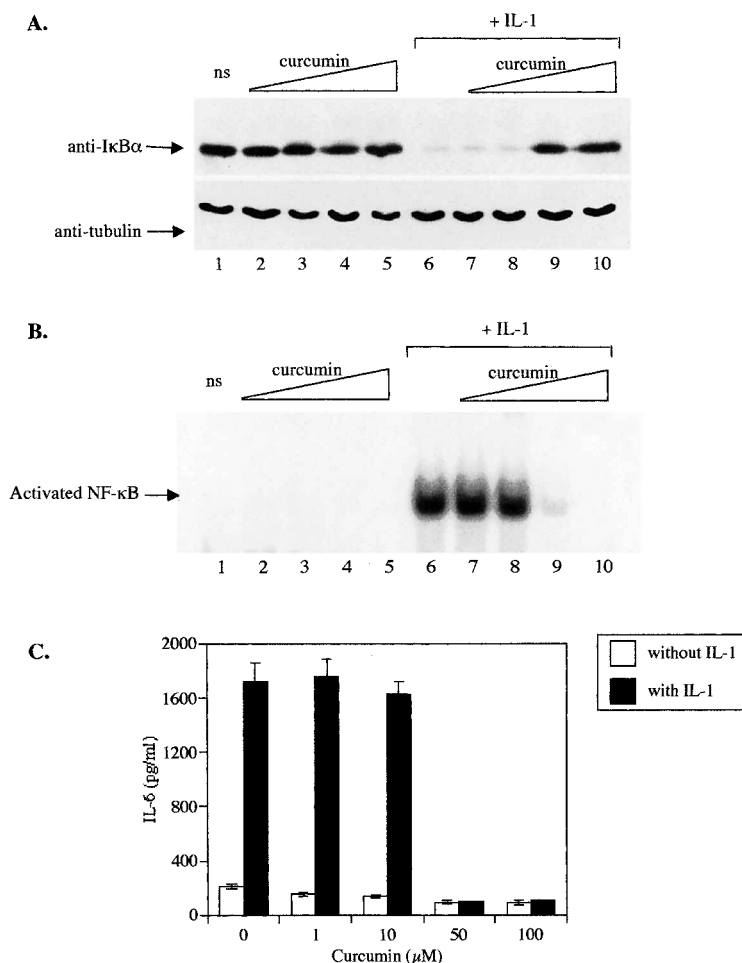 A.
+ IL-1
ns
curcumin
curcumin
anti-IκBα
anti-tubulin
1 2 3 4 5 6 7 8 9 10
B.
+ IL-1
ns
curcumin
curcumin
Activated NF-κB
1 2 3 4 5 6 7 8 9 10
C.
2000
1600
1200
800
400
0
IL-6 (pg/ml)
0 1 10 50 100
Curcumin (µM)
without IL-1
with IL-1